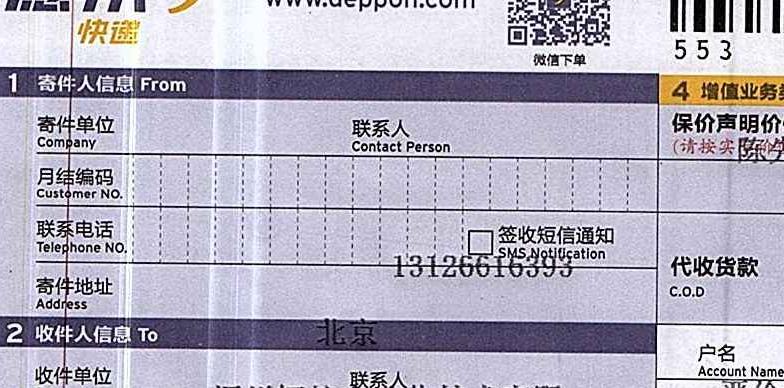 www.deppon.com
快递
微信下单
553
1 寄件人信息 From
4 增值业务
寄件单位
Company
联系人
Contact Person
保价声明价
(请按实
陈
月结编码
Customer NO.
联系电话
Telephone NO.
签收短信通知
SMS Notification
13126616393
代收货款
C.O.D
寄件地址
Address
北京
2 收件人信息 To
户名
Account Name
收件单位
联系人